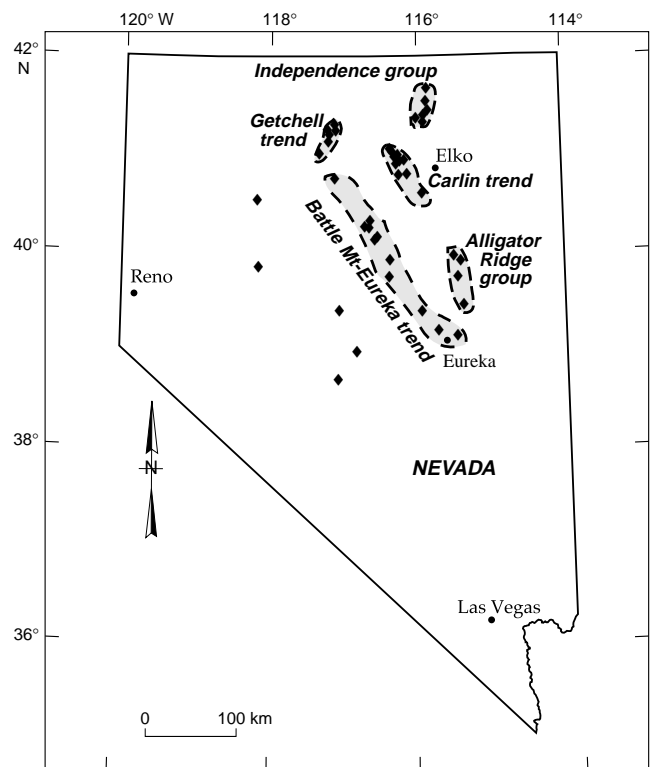 120° W
118°
116°
114°
42°
N
Independence group
Getchell
trend
Elko
Carlin trend
Battle Mt-Eureka trend
Alligator
Ridge
group
40°
Reno
Eureka
38°
N
NEVADA
Las Vegas
36°
0
100 km